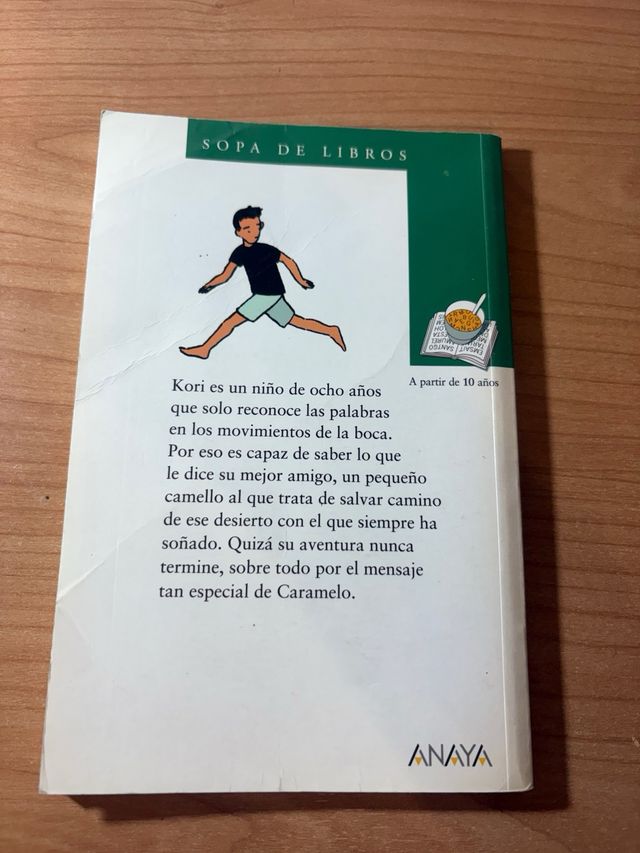 SOPA DE LIBROS
A partir de 10 años
Kori es un niño de ocho años
que solo reconoce las palabras
en los movimientos de la boca.
Por eso es capaz de saber lo que
le dice su mejor amigo, un pequeño
camello al que trata de salvar camino
de ese desierto con el que siempre ha
soñado. Quizá su aventura nunca
termine, sobre todo por el mensaje
tan especial de Caramelo.
ANAYA